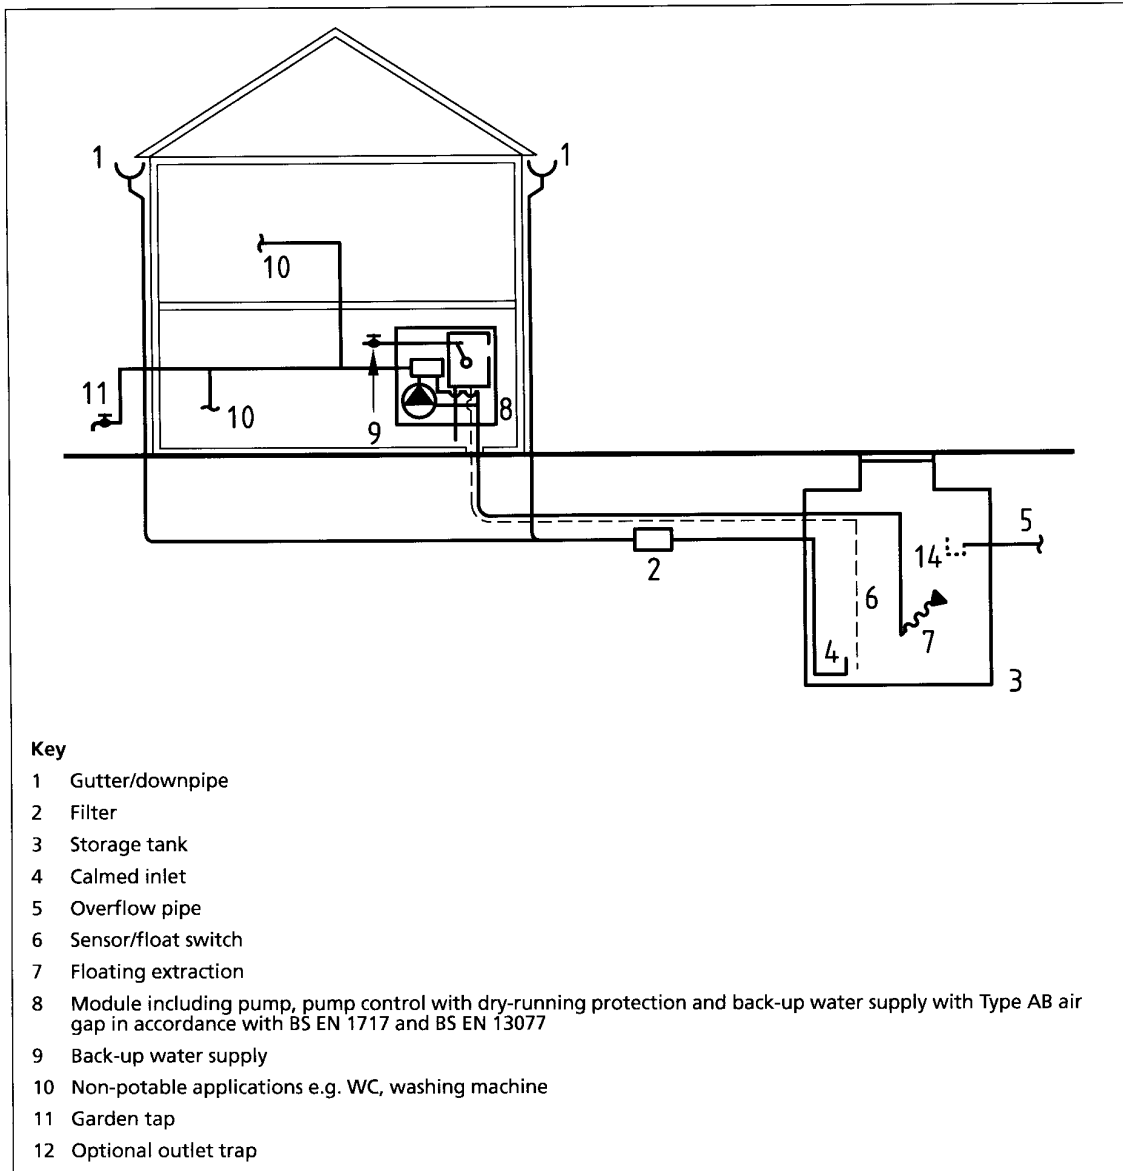 1
1
10
11
10
9
8
2
5
14
6
7
4
3
Key
1 Gutter/downpipe
2 Filter
3 Storage tank
4 Calmed inlet
5 Overflow pipe
6 Sensor/float switch
7 Floating extraction
8 Module including pump, pump control with dry-running protection and back-up water supply with Type AB air
gap in accordance with BS EN 1717 and BS EN 13077
9 Back-up water supply
10 Non-potable applications e.g. WC, washing machine
11 Garden tap
12 Optional outlet trap